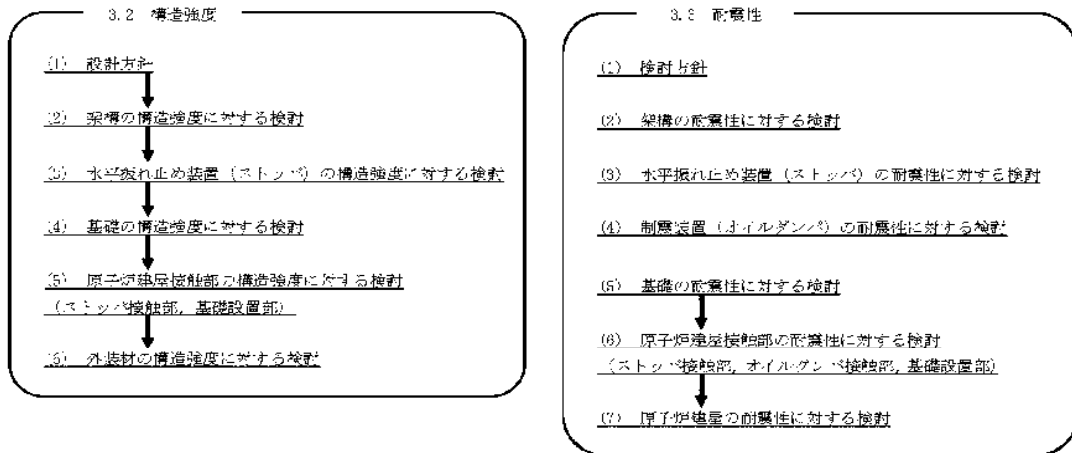 3.2 構造強度
(1) 設計方針
(2) 架構の構造強度に対する検討
(3) 水平振れ止め装置（ストッパ）の構造強度に対する検討
(4) 基礎の構造強度に対する検討
(5) 原子炉建屋接触部の構造強度に対する検討
（ストッパ接触部，基礎設置部）
(6) 外装材の構造強度に対する検討
3.3 耐震性
(1) 検討方針
(2) 架構の耐震性に対する検討
(3) 水平振れ止め装置（ストッパ）の耐震性に対する検討
(4) 制震装置（オイルダンパ）の耐震性に対する検討
(5) 基礎の耐震性に対する検討
(6) 原子炉建屋接触部の耐震性に対する検討
（ストッパ接触部，オイルダンパ接触部，基礎設置部）
(7) 原子炉建屋の耐震性に対する検討